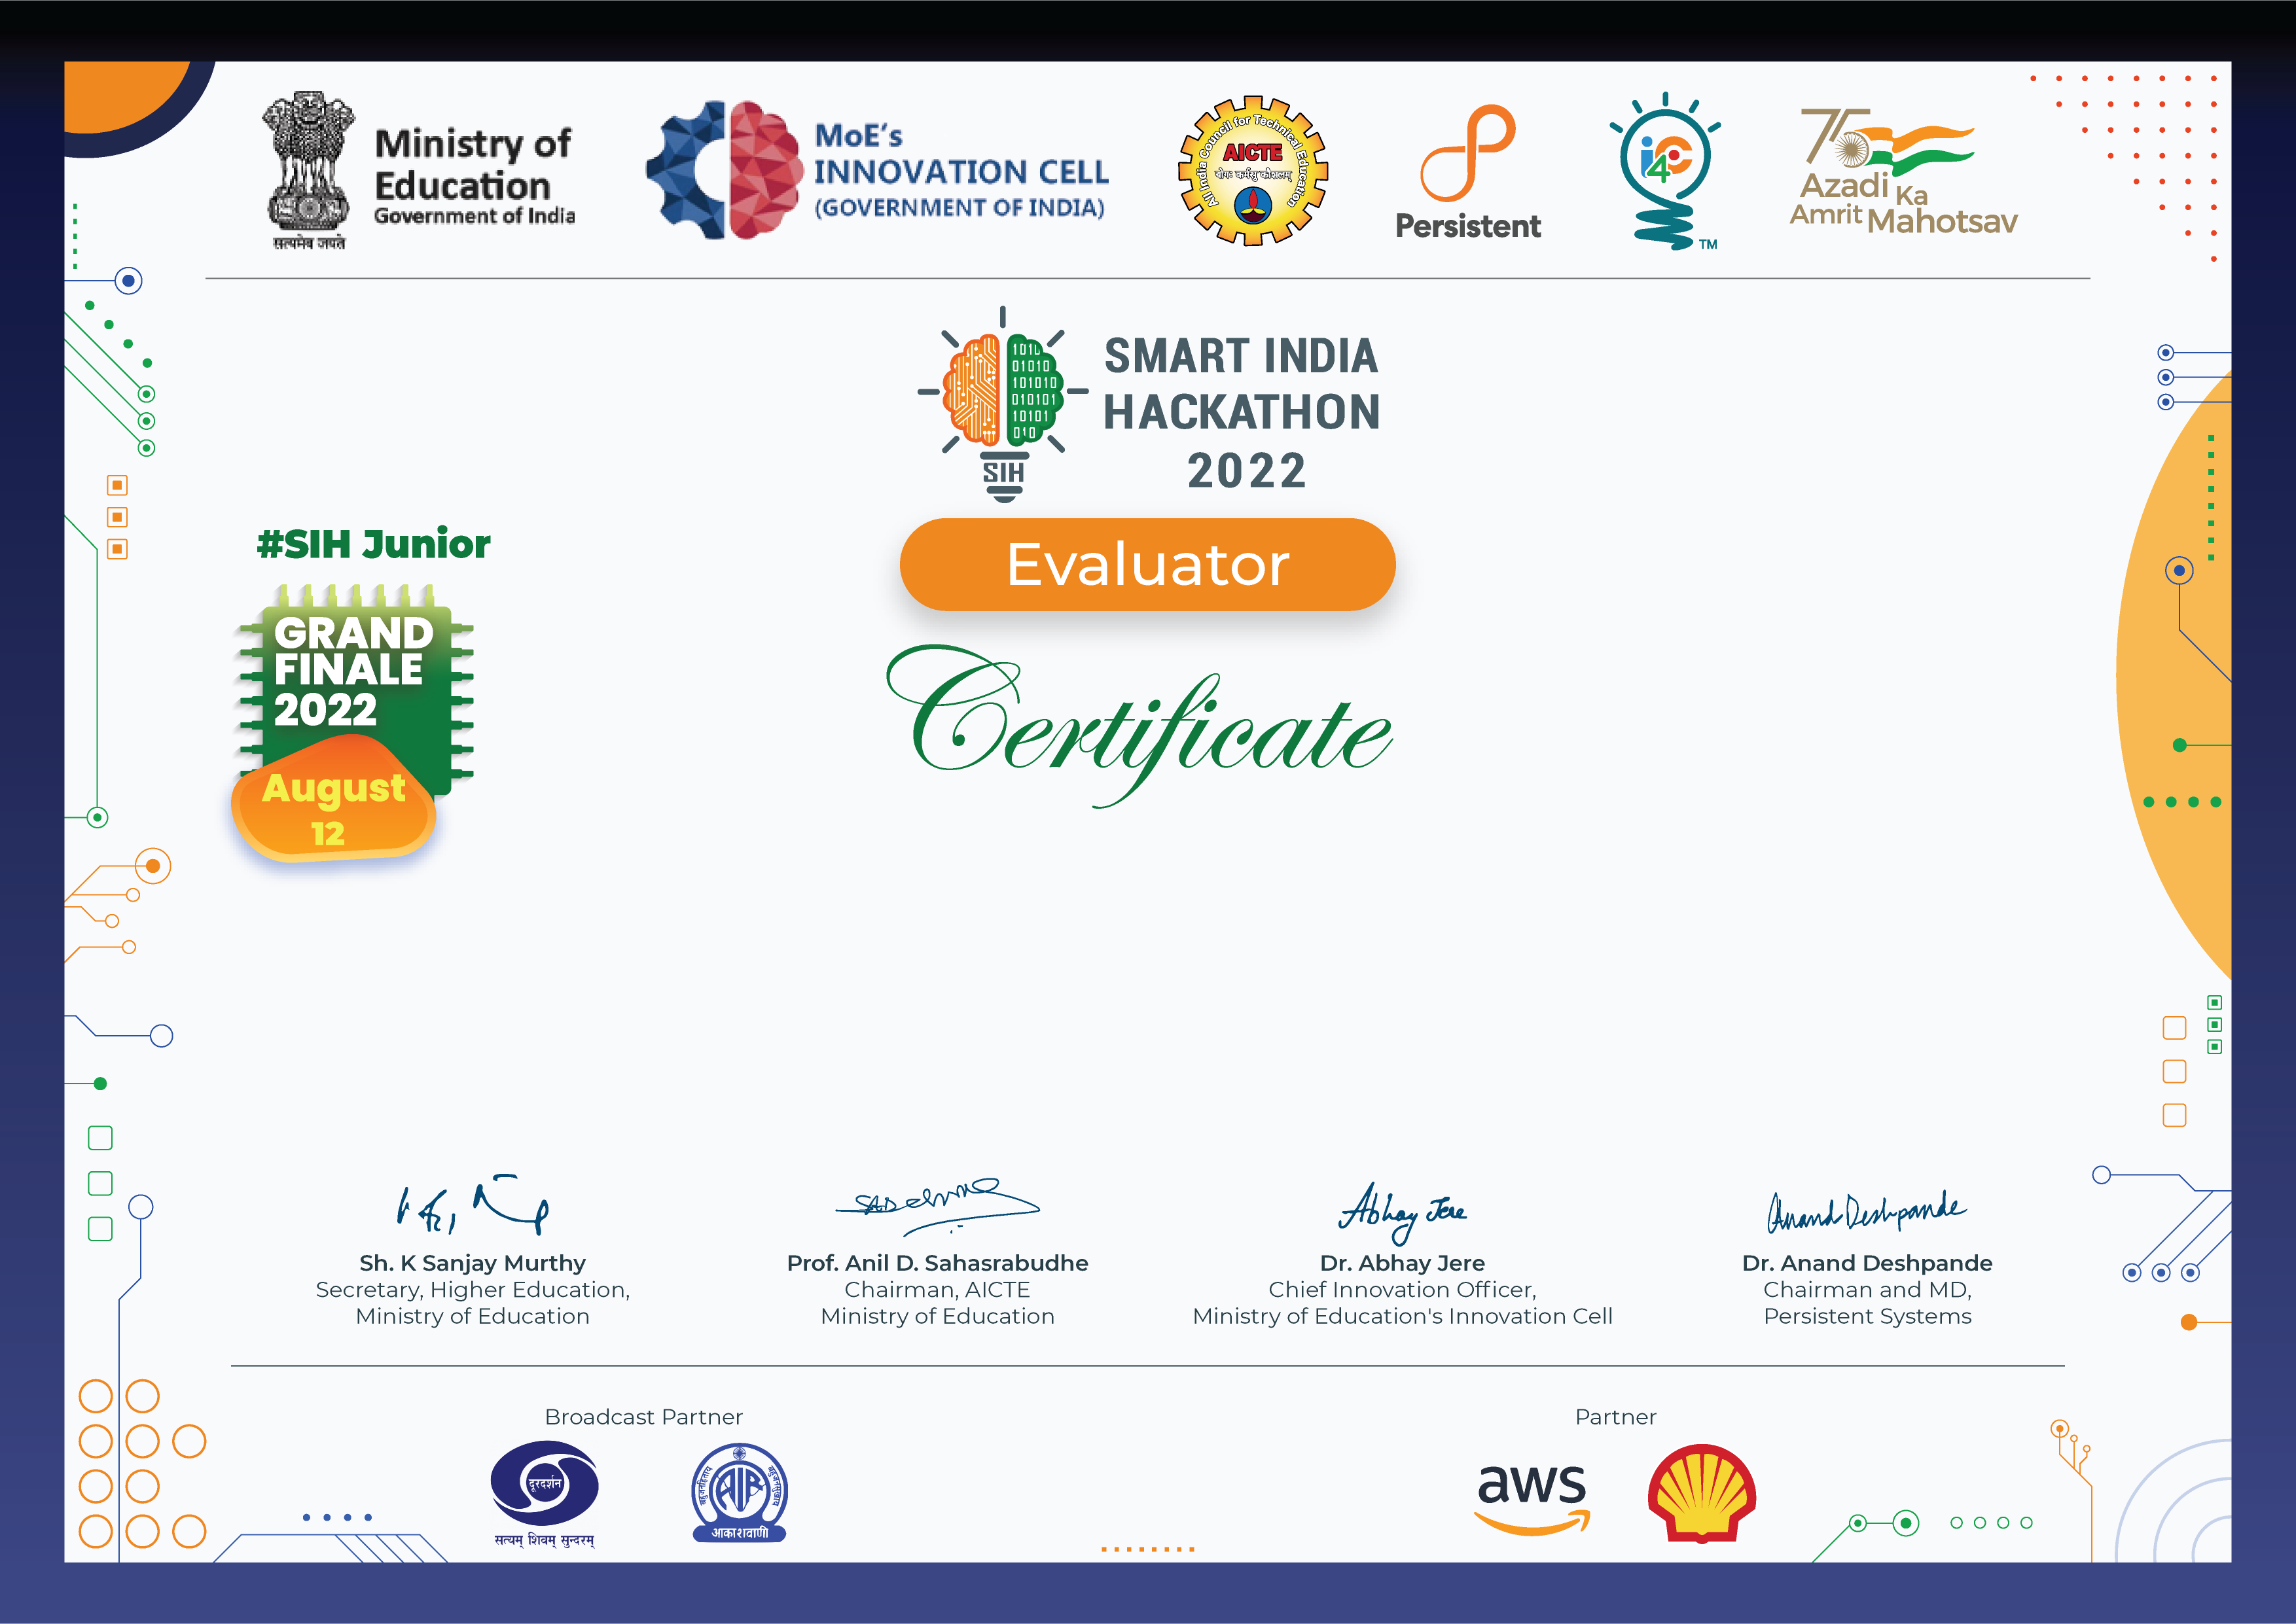 Ministry of
Education
Government of India
सत्यमेव जयते
MoE's
INNOVATION CELL
(GOVERNMENT OF INDIA)
All India Council for Technical Education
AICTE
योगः कर्मसु कौशलम्
Persistent
i4C
TM
75
Azadi Ka
Amrit Mahotsav
101
01010
101010
010101
10101
010
SIH
SMART INDIA
HACKATHON
2022
Evaluator
Certificate
#SIH Junior
GRAND
FINALE
2022
August
12
Abhay Jere
Anand Deshpande
Sh. K Sanjay Murthy
Secretary, Higher Education,
Ministry of Education
Prof. Anil D. Sahasrabudhe
Chairman, AICTE
Ministry of Education
Dr. Abhay Jere
Chief Innovation Officer,
Ministry of Education's Innovation Cell
Dr. Anand Deshpande
Chairman and MD,
Persistent Systems
Broadcast Partner
दूरदर्शन
सत्यम् शिवम् सुन्दरम्
बहुजनहिताय बहुजनसुखाय
AIR
आकाशवाणी
Partner
aws